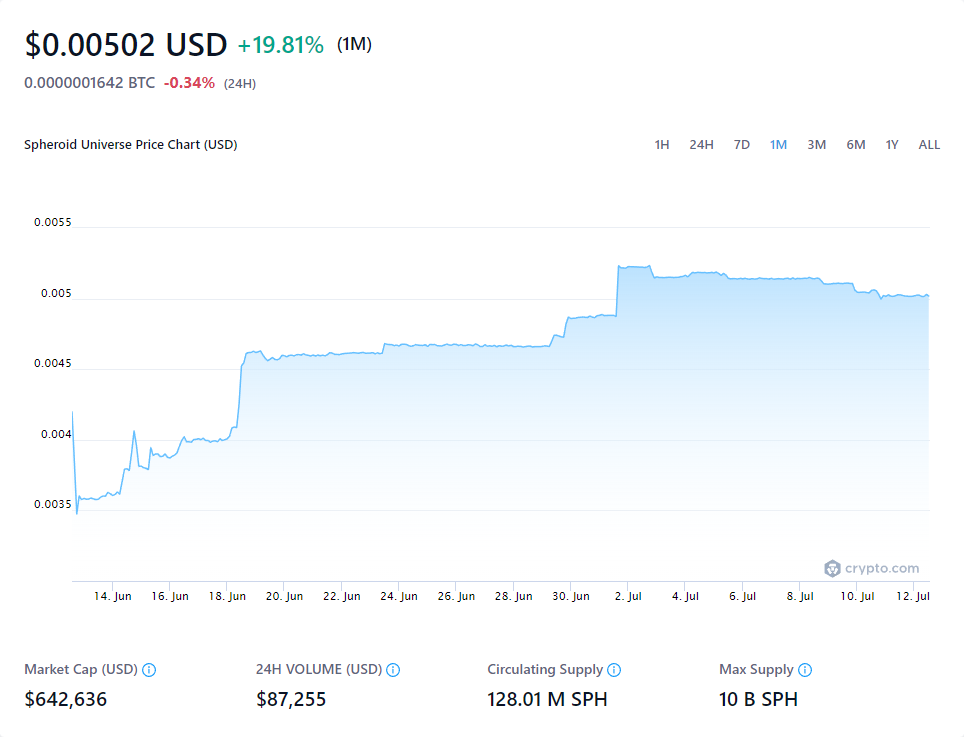 $0.00502 USD +19.81% (1M)
0.0000001642 BTC -0.34% (24H)
Spheroid Universe Price Chart (USD) 1H 24H 7D 1M 3M 6M 1Y ALL
0.0055
0.005
0.0045
0.004
0.0035
crypto.com
14. Jun 16. Jun 18. Jun 20. Jun 22. Jun 24. Jun 26. Jun 28. Jun 30. Jun 2. Jul 4. Jul 6. Jul 8. Jul 10. Jul 12. Jul
Market Cap (USD) 24H VOLUME (USD) Circulating Supply Max Supply
$642,636 $87,255 128.01 M SPH 10 B SPH